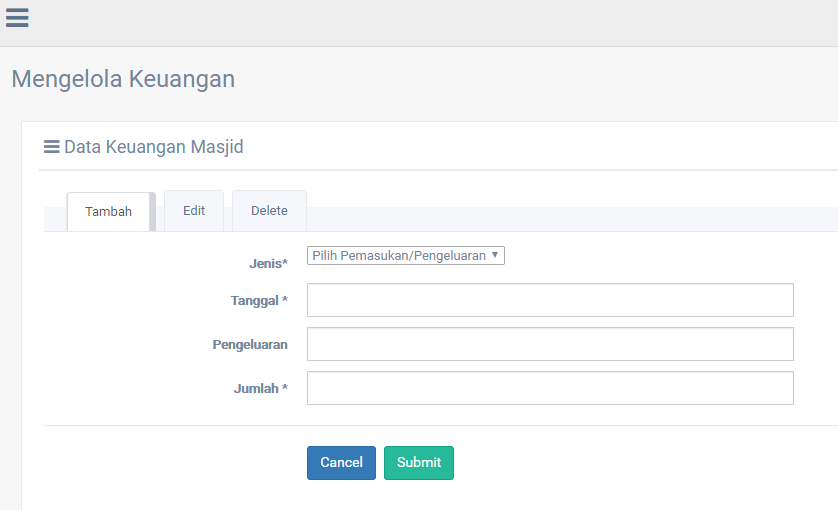 Mengelola Keuangan
Data Keuangan Masjid
Tambah Edit Delete
Jenis* Pilih Pemasukan/Pengeluaran
Tanggal *
Pengeluaran
Jumlah *
Cancel Submit